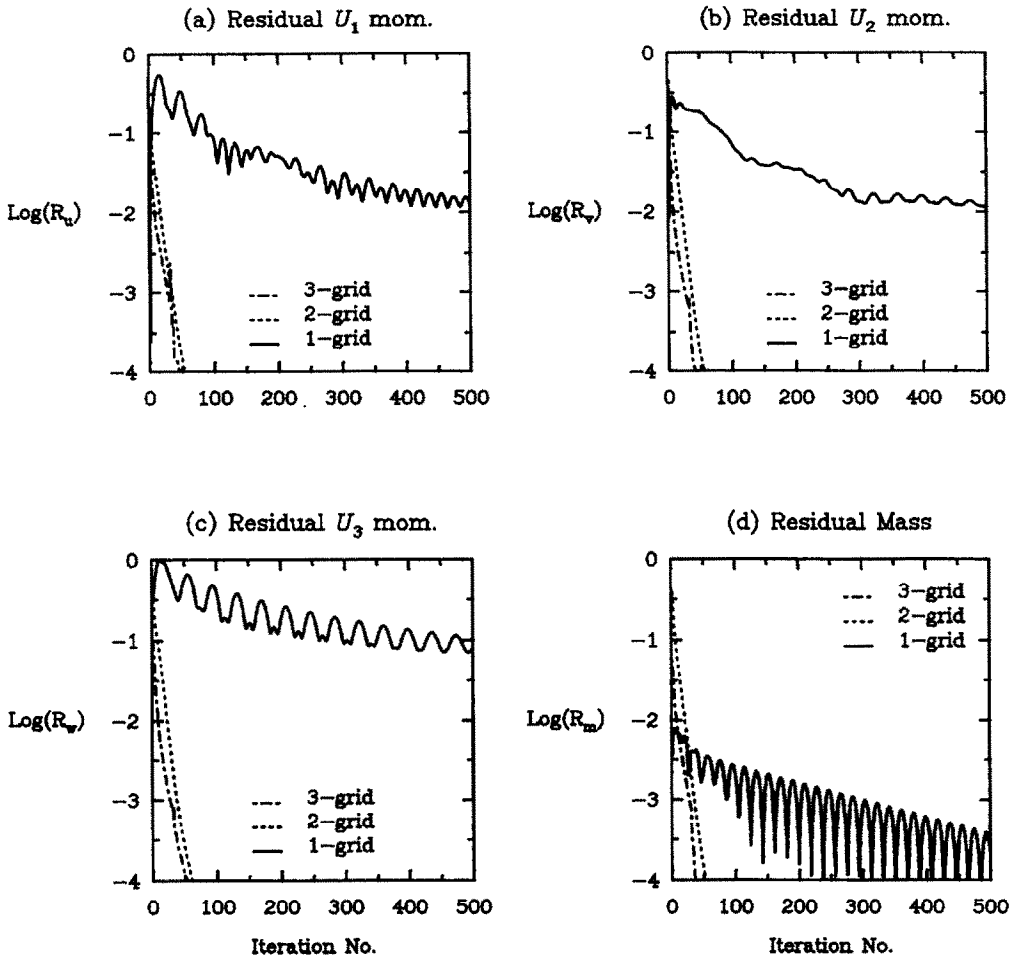 (a) Residual U₁ mom.
0
−1
Log(Rᵤ)
−2
−3
−4
3−grid
2−grid
1−grid
0 100 200 300 400 500
(b) Residual U₂ mom.
0
−1
Log(Rᵥ)
−2
−3
−4
3−grid
2−grid
1−grid
0 100 200 300 400 500
(c) Residual U₃ mom.
0
−1
Log(R_w)
−2
−3
−4
3−grid
2−grid
1−grid
0 100 200 300 400 500
Iteration No.
(d) Residual Mass
0
−1
Log(Rₘ)
−2
−3
−4
3−grid
2−grid
1−grid
0 100 200 300 400 500
Iteration No.